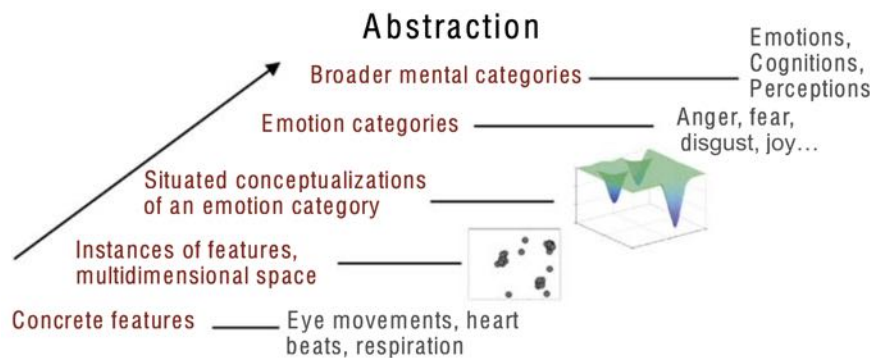 Abstraction
Broader mental categories
Emotions,
Cognitions,
Perceptions
Emotion categories
Anger, fear,
disgust, joy...
Situated conceptualizations
of an emotion category
Instances of features,
multidimensional space
Concrete features
Eye movements, heart
beats, respiration